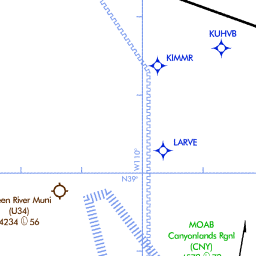 KUHVB
KIMMR
W110°
LARVE
N39°
een River Muni
(U34)
4234 56
MOAB
Canyonlands Rgnl
(CNY)